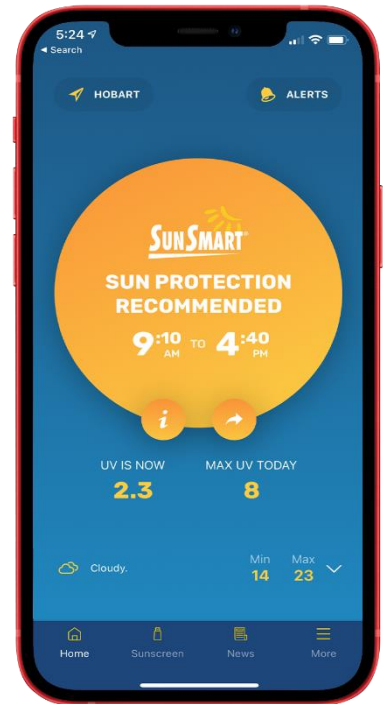 5:24
Search
HOBART
ALERTS
SUNSMART
SUN PROTECTION
RECOMMENDED
9:10 AM TO 4:40 PM
i
UV IS NOW MAX UV TODAY
2.3 8
Min Max
Cloudy. 14 23
Home Sunscreen News More